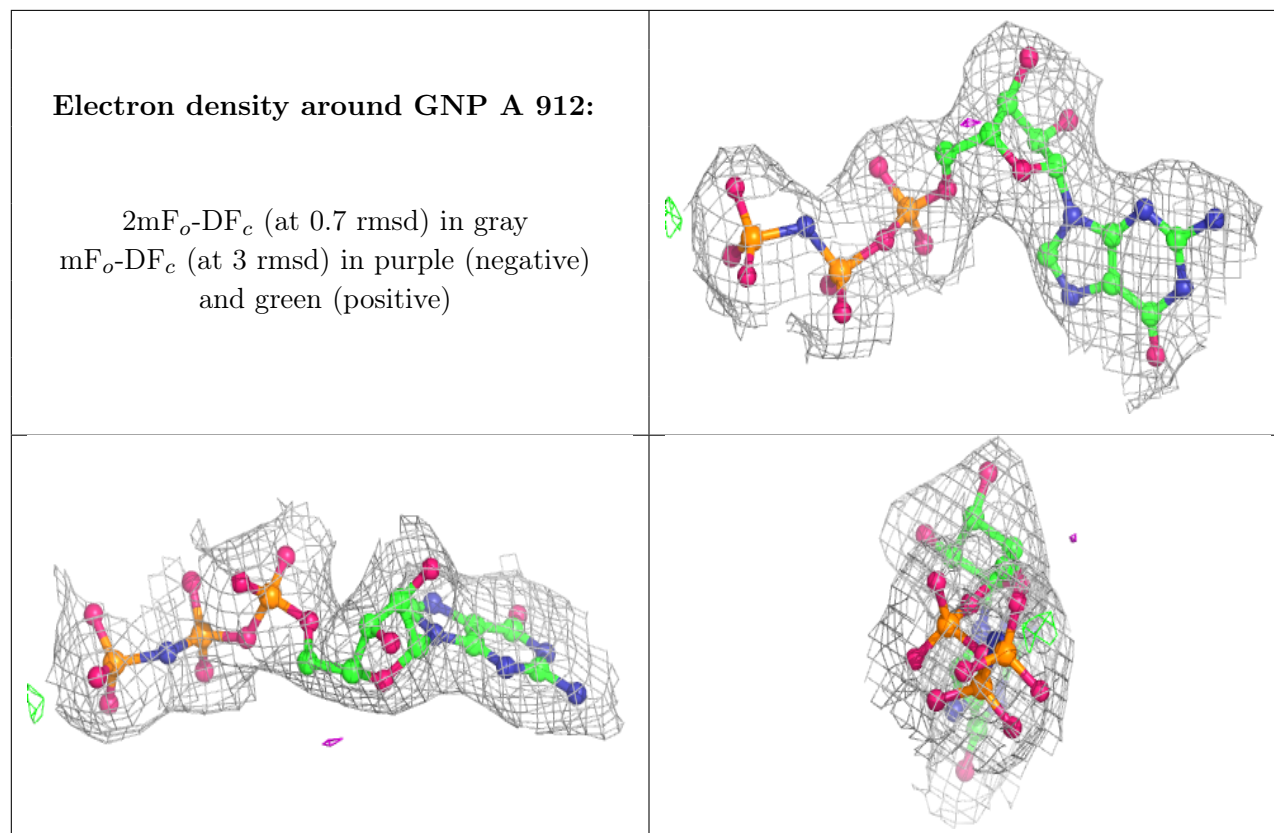 Electron density around GNP A 912:
2mFo-DFc (at 0.7 rmsd) in gray
mFo-DFc (at 3 rmsd) in purple (negative)
and green (positive)